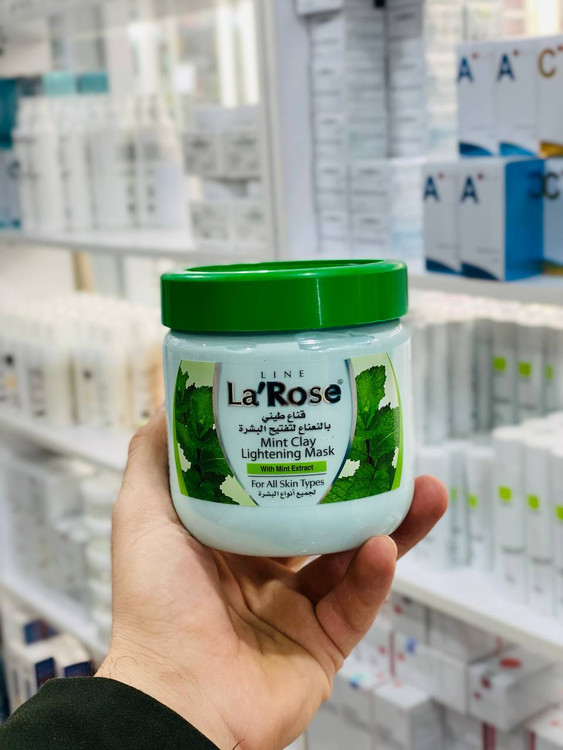 LINE
La'Rose®
قناع طيني
بالنعناع لتفتيح البشرة
Mint Clay
Lightening Mask
With Mint Extract
For All Skin Types
لجميع أنواع البشرة
A+
A+
C+
A+
A+
C+